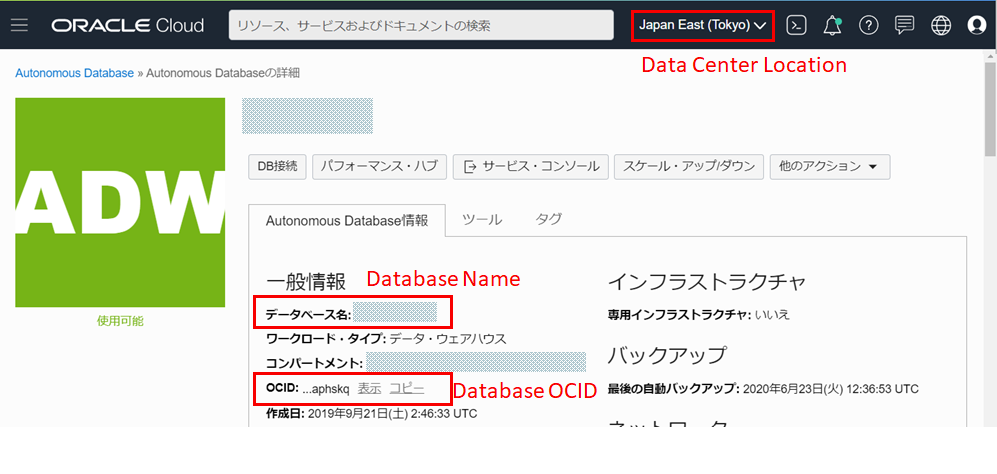 ORACLE Cloud
リソース、サービスおよびドキュメントの検索
Japan East (Tokyo)
Data Center Location
Autonomous Database » Autonomous Databaseの詳細
ADW
使用可能
DB接続
パフォーマンス・ハブ
サービス・コンソール
スケール・アップ/ダウン
他のアクション
Autonomous Database情報
ツール
タグ
一般情報
Database Name
データベース名:
ワークロード・タイプ: データ・ウェアハウス
コンパートメント:
OCID: ...aphskq 表示 コピー
Database OCID
作成日: 2019年9月21日(土) 2:46:33 UTC
インフラストラクチャ
専用インフラストラクチャ: いいえ
バックアップ
最後の自動バックアップ: 2020年6月23日(火) 12:36:53 UTC